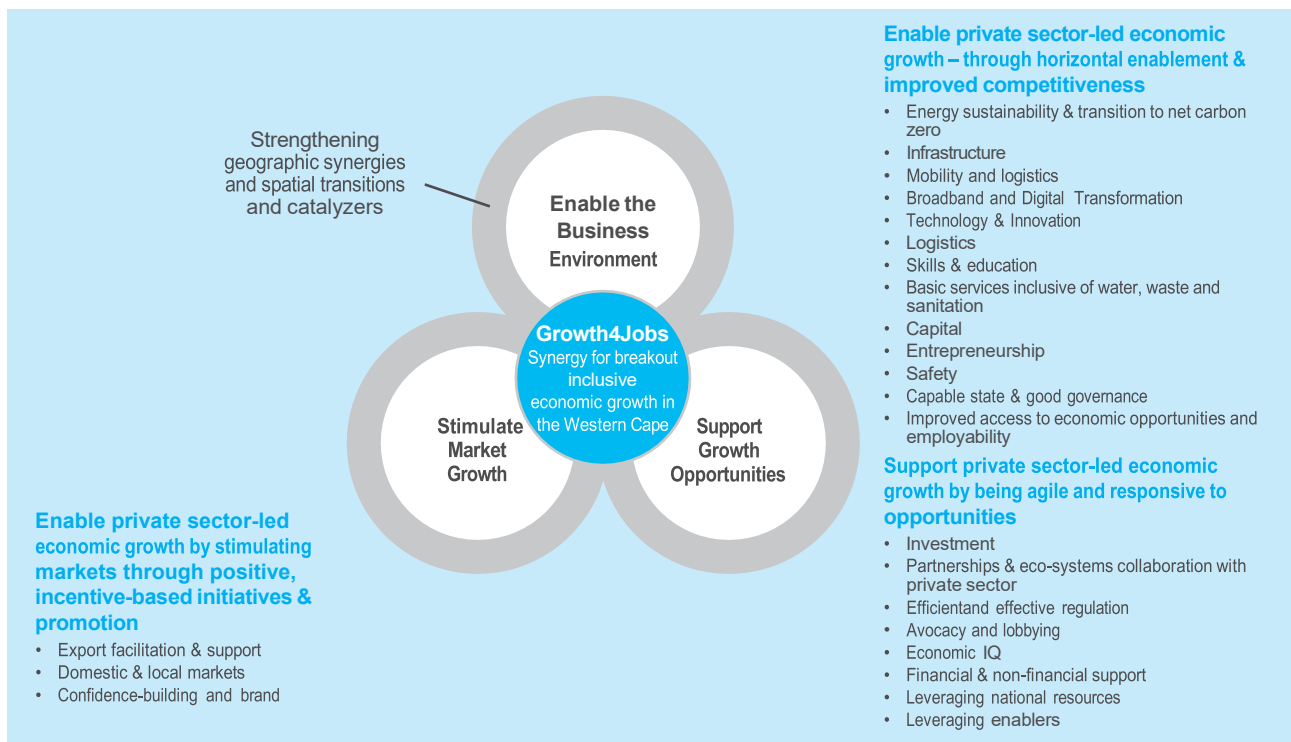 Strengthening
geographic synergies
and spatial transitions
and catalyzers
Enable the
Business
Environment
Growth4Jobs
Synergy for breakout
inclusive
economic growth in
the Western Cape
Stimulate
Market
Growth
Support
Growth
Opportunities
Enable private sector-led
economic growth by stimulating
markets through positive,
incentive-based initiatives &
promotion
• Export facilitation & support
• Domestic & local markets
• Confidence-building and brand
Enable private sector-led economic
growth – through horizontal enablement &
improved competitiveness
• Energy sustainability & transition to net carbon
zero
• Infrastructure
• Mobility and logistics
• Broadband and Digital Transformation
• Technology & Innovation
• Logistics
• Skills & education
• Basic services inclusive of water, waste and
sanitation
• Capital
• Entrepreneurship
• Safety
• Capable state & good governance
• Improved access to economic opportunities and
employability
Support private sector-led economic
growth by being agile and responsive to
opportunities
• Investment
• Partnerships & eco-systems collaboration with
private sector
• Efficientand effective regulation
• Avocacy and lobbying
• Economic IQ
• Financial & non-financial support
• Leveraging national resources
• Leveraging enablers